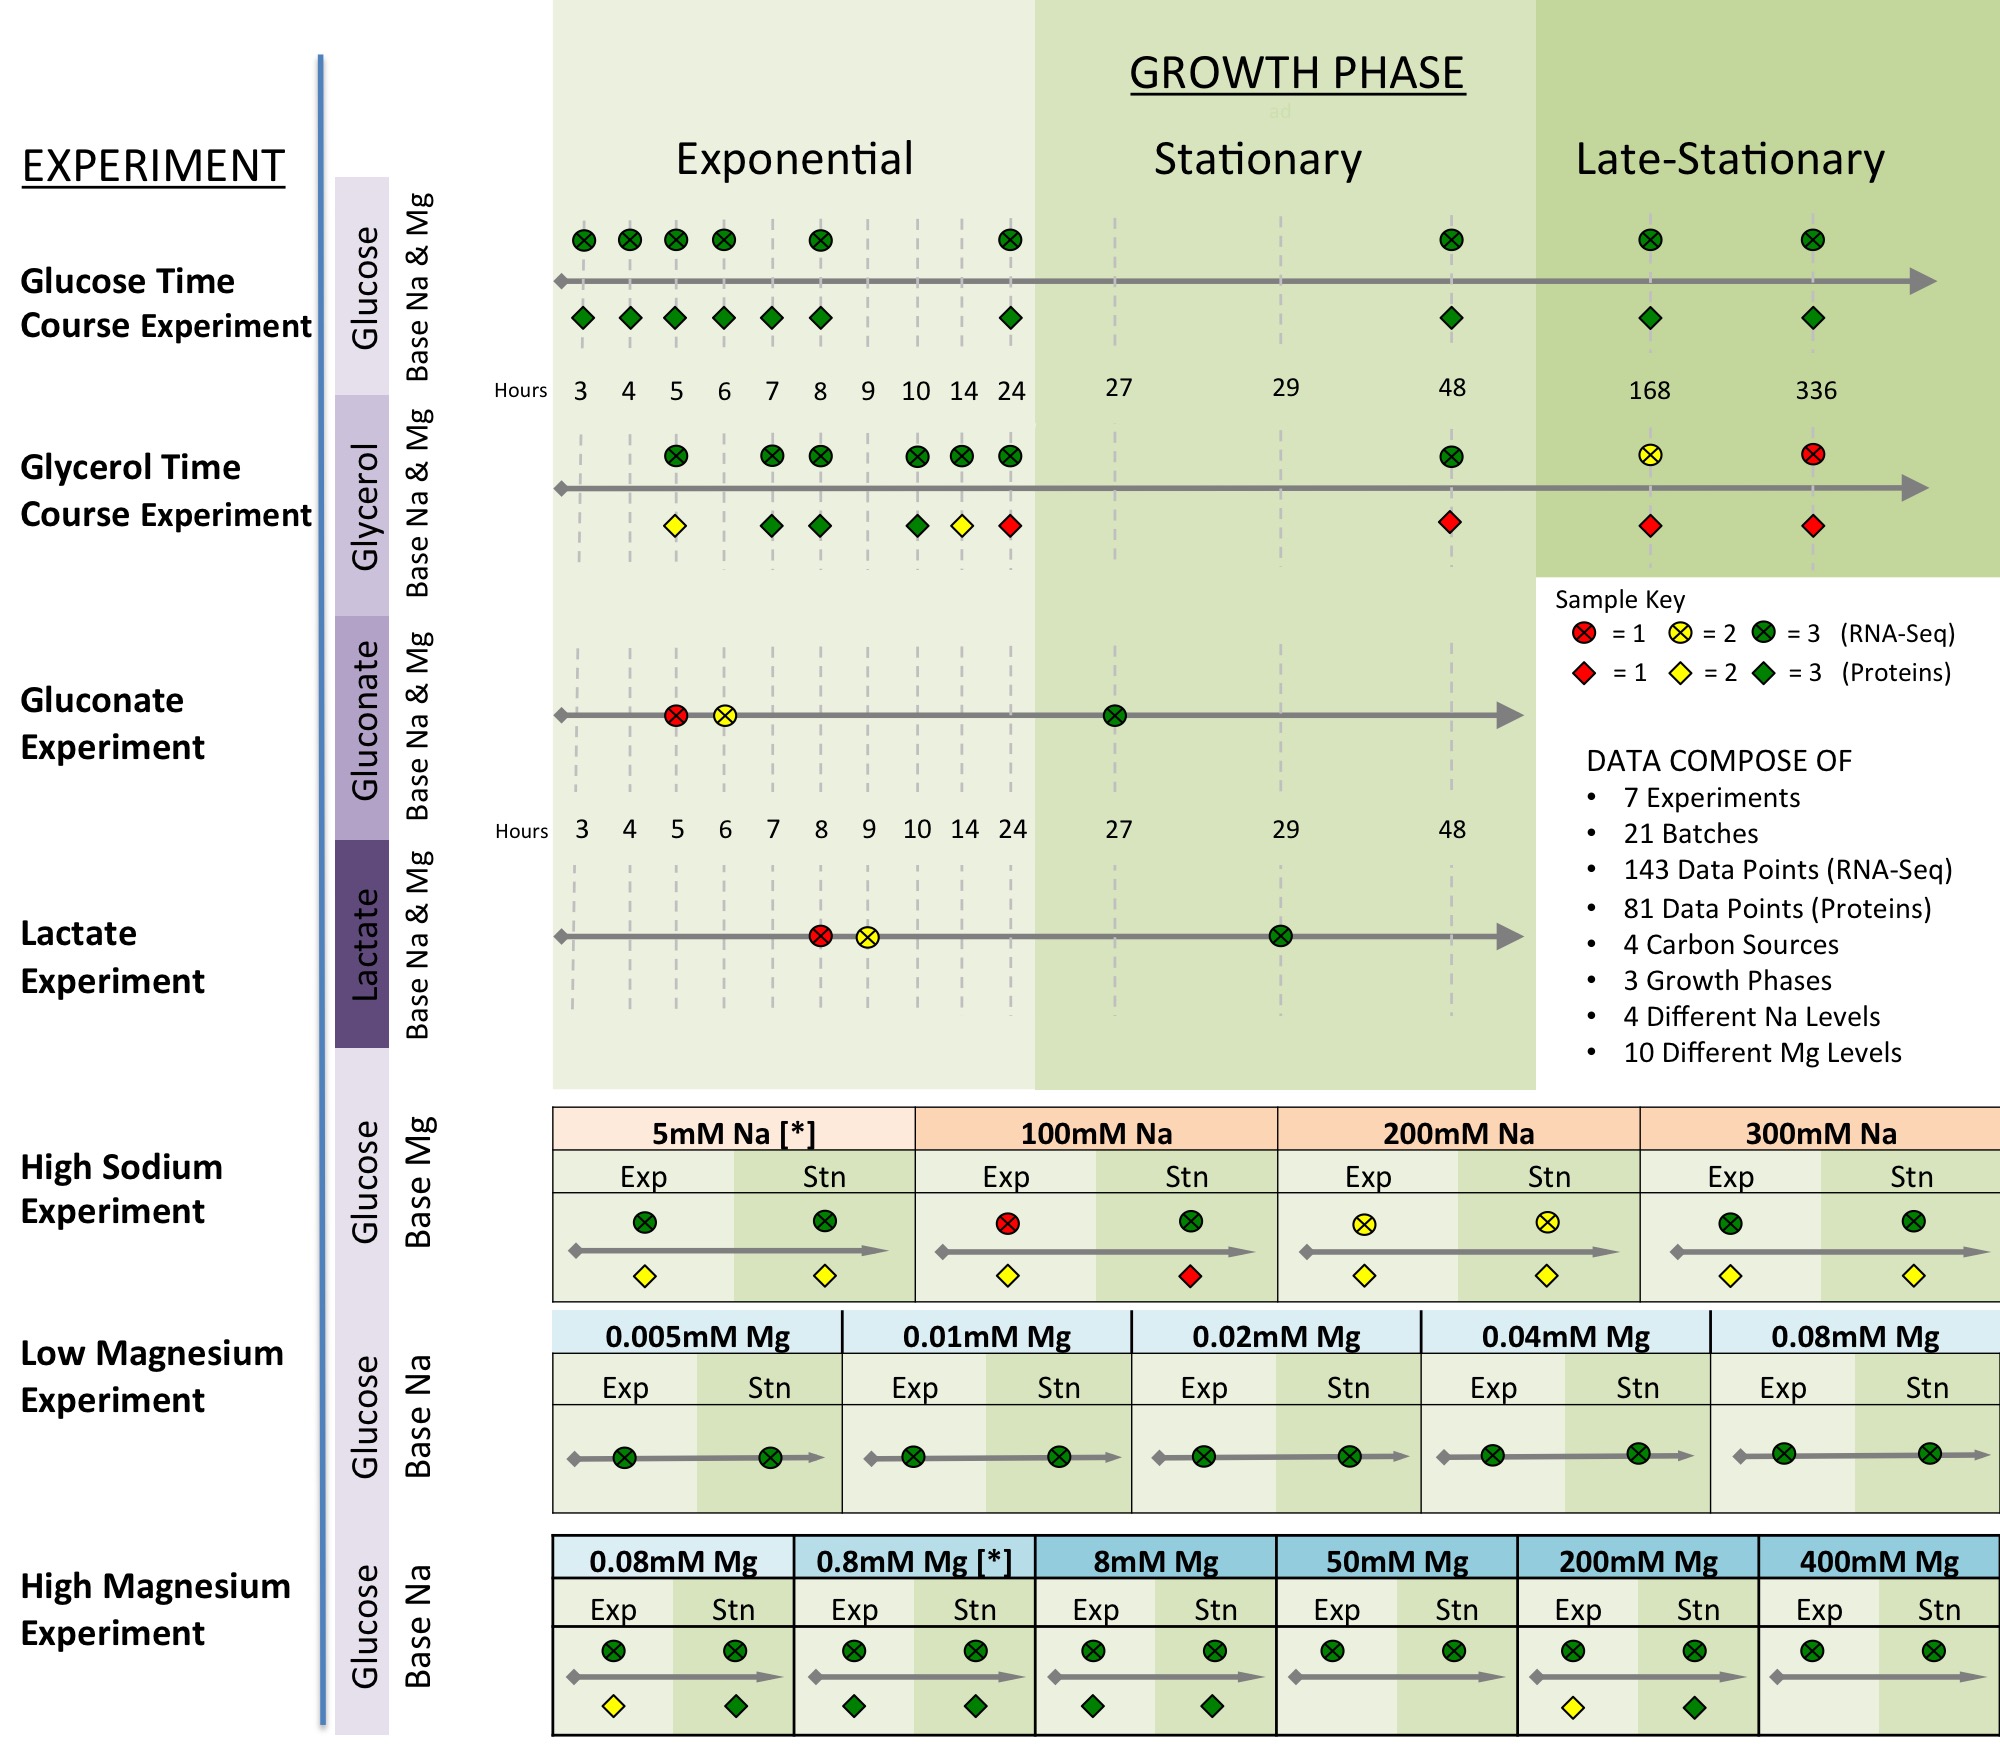 GROWTH PHASE
ad
EXPERIMENT
Exponential
Stationary
Late-Stationary
Glucose Time
Course Experiment
Glucose
Base Na & Mg
Hours 3 4 5 6 7 8 9 10 14 24 27 29 48 168 336
Glycerol Time
Course Experiment
Glycerol
Base Na & Mg
Sample Key
= 1 = 2 = 3 (RNA-Seq)
= 1 = 2 = 3 (Proteins)
Gluconate
Experiment
Gluconate
Base Na & Mg
Hours 3 4 5 6 7 8 9 10 14 24 27 29 48
Lactate
Experiment
Lactate
Base Na & Mg
DATA COMPOSE OF
• 7 Experiments
• 21 Batches
• 143 Data Points (RNA-Seq)
• 81 Data Points (Proteins)
• 4 Carbon Sources
• 3 Growth Phases
• 4 Different Na Levels
• 10 Different Mg Levels
High Sodium
Experiment
Glucose
Base Mg
5mM Na [*] 100mM Na 200mM Na 300mM Na
Exp Stn Exp Stn Exp Stn Exp Stn
Low Magnesium
Experiment
Glucose
Base Na
0.005mM Mg 0.01mM Mg 0.02mM Mg 0.04mM Mg 0.08mM Mg
Exp Stn Exp Stn Exp Stn Exp Stn Exp Stn
High Magnesium
Experiment
Glucose
Base Na
0.08mM Mg 0.8mM Mg [*] 8mM Mg 50mM Mg 200mM Mg 400mM Mg
Exp Stn Exp Stn Exp Stn Exp Stn Exp Stn Exp Stn